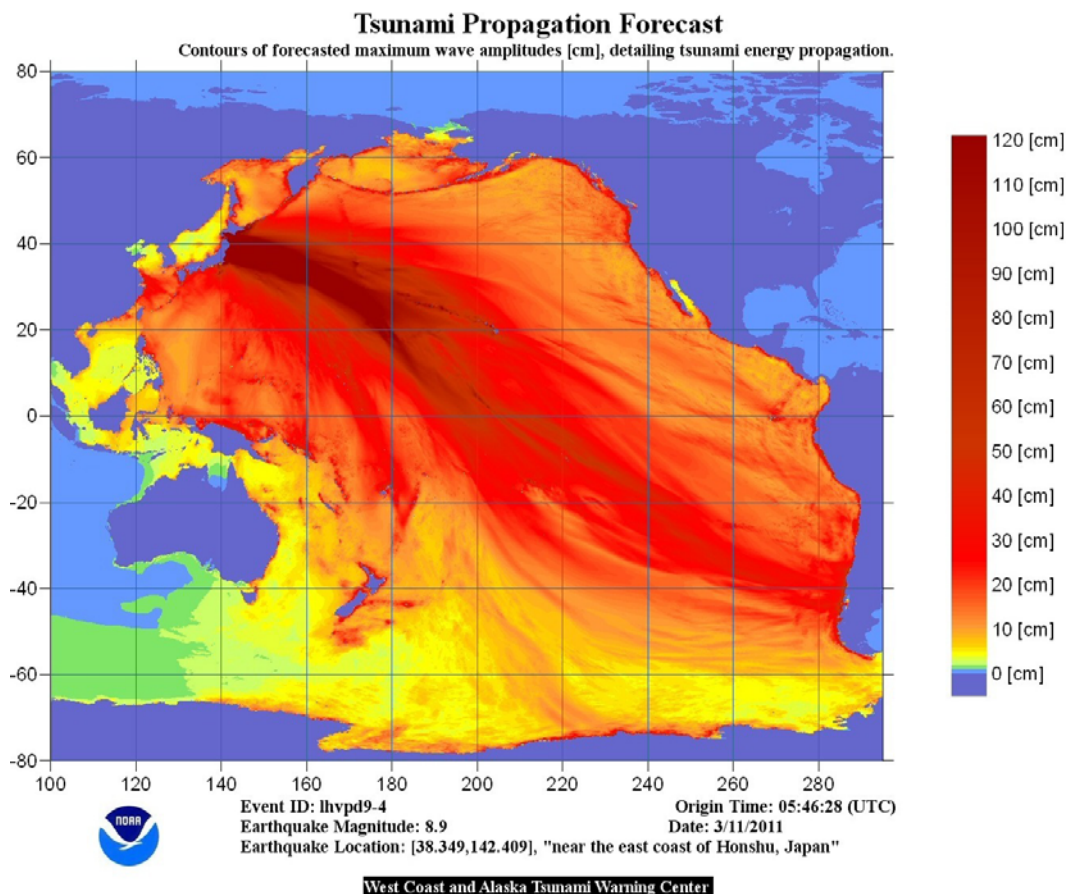 Tsunami Propagation Forecast
Contours of forecasted maximum wave amplitudes [cm], detailing tsunami energy propagation.
80
60
40
20
0
-20
-40
-60
-80
100 120 140 160 180 200 220 240 260 280
120 [cm]
110 [cm]
100 [cm]
90 [cm]
80 [cm]
70 [cm]
60 [cm]
50 [cm]
40 [cm]
30 [cm]
20 [cm]
10 [cm]
0 [cm]
NOAA
Event ID: lhvpd9-4 Origin Time: 05:46:28 (UTC)
Earthquake Magnitude: 8.9 Date: 3/11/2011
Earthquake Location: [38.349,142.409], "near the east coast of Honshu, Japan"
West Coast and Alaska Tsunami Warning Center